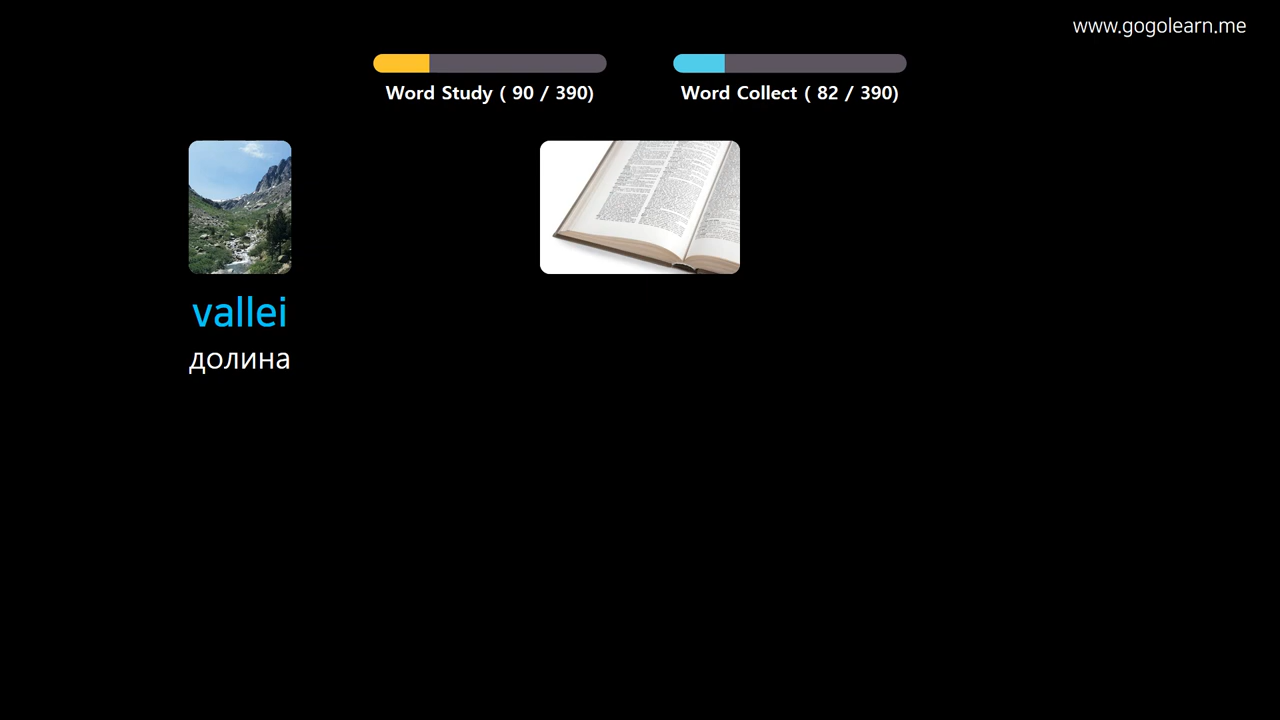 www.gogolearn.me
Word Study ( 90 / 390)
Word Collect ( 82 / 390)
vallei
долина